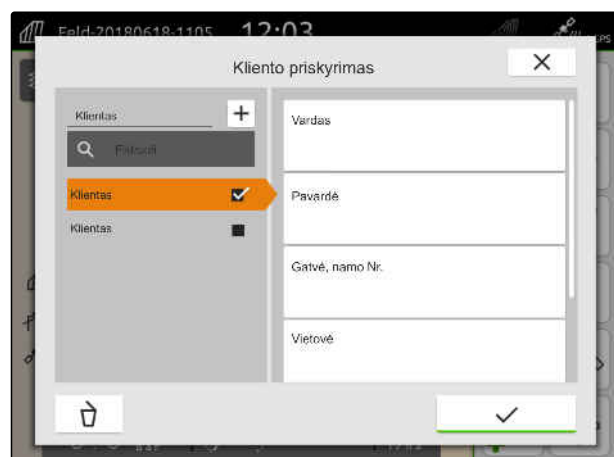 Feld-20180618-1105 12:03
Kliento priskyrimas
Klientas
Klientas
Klientas
Vardas
Pavardė
Gatvė, namo Nr.
Vietovė